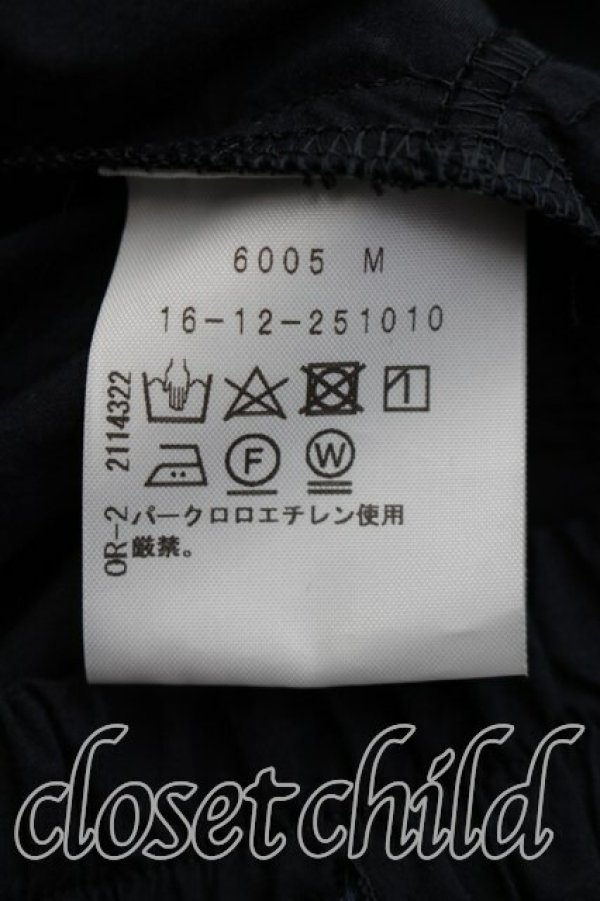 6005 M
16-12-251010
2114322
F
W
OR-2
パークロロエチレン使用
厳禁。
closet child